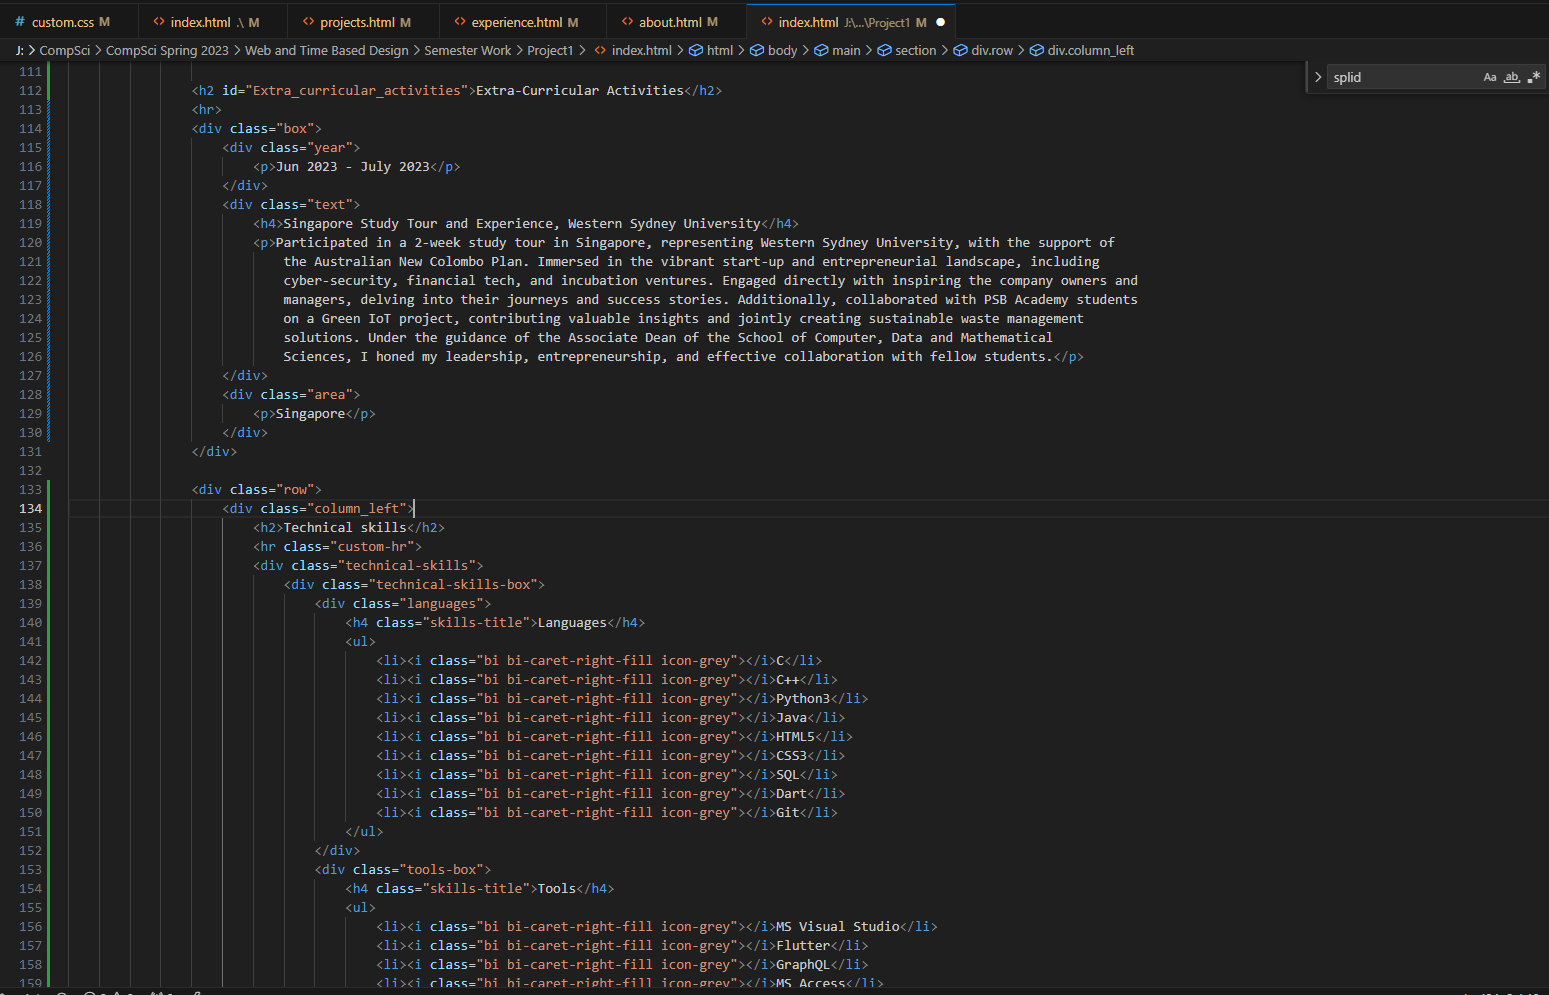 # custom.css M <> index.html .\ M <> projects.html M <> experience.html M <> about.html M <> index.html J:\...\Project1 M ●
J: > CompSci > CompSci Spring 2023 > Web and Time Based Design > Semester Work > Project1 > <> index.html > html > body > main > section > div.row > div.column_left
> splid Aa ab .*
111
112 <h2 id="Extra_curricular_activities">Extra-Curricular Activities</h2>
113 <hr>
114 <div class="box">
115 <div class="year">
116 <p>Jun 2023 - July 2023</p>
117 </div>
118 <div class="text">
119 <h4>Singapore Study Tour and Experience, Western Sydney University</h4>
120 <p>Participated in a 2-week study tour in Singapore, representing Western Sydney University, with the support of
121 the Australian New Colombo Plan. Immersed in the vibrant start-up and entrepreneurial landscape, including
122 cyber-security, financial tech, and incubation ventures. Engaged directly with inspiring the company owners and
123 managers, delving into their journeys and success stories. Additionally, collaborated with PSB Academy students
124 on a Green IoT project, contributing valuable insights and jointly creating sustainable waste management
125 solutions. Under the guidance of the Associate Dean of the School of Computer, Data and Mathematical
126 Sciences, I honed my leadership, entrepreneurship, and effective collaboration with fellow students.</p>
127 </div>
128 <div class="area">
129 <p>Singapore</p>
130 </div>
131 </div>
132
133 <div class="row">
134 <div class="column_left">
135 <h2>Technical skills</h2>
136 <hr class="custom-hr">
137 <div class="technical-skills">
138 <div class="technical-skills-box">
139 <div class="languages">
140 <h4 class="skills-title">Languages</h4>
141 <ul>
142 <li><i class="bi bi-caret-right-fill icon-grey"></i>C</li>
143 <li><i class="bi bi-caret-right-fill icon-grey"></i>C++</li>
144 <li><i class="bi bi-caret-right-fill icon-grey"></i>Python3</li>
145 <li><i class="bi bi-caret-right-fill icon-grey"></i>Java</li>
146 <li><i class="bi bi-caret-right-fill icon-grey"></i>HTML5</li>
147 <li><i class="bi bi-caret-right-fill icon-grey"></i>CSS3</li>
148 <li><i class="bi bi-caret-right-fill icon-grey"></i>SQL</li>
149 <li><i class="bi bi-caret-right-fill icon-grey"></i>Dart</li>
150 <li><i class="bi bi-caret-right-fill icon-grey"></i>Git</li>
151 </ul>
152 </div>
153 <div class="tools-box">
154 <h4 class="skills-title">Tools</h4>
155 <ul>
156 <li><i class="bi bi-caret-right-fill icon-grey"></i>MS Visual Studio</li>
157 <li><i class="bi bi-caret-right-fill icon-grey"></i>Flutter</li>
158 <li><i class="bi bi-caret-right-fill icon-grey"></i>GraphQL</li>
159 <li><i class="bi bi-caret-right-fill icon-grey"></i>MS Access</li>